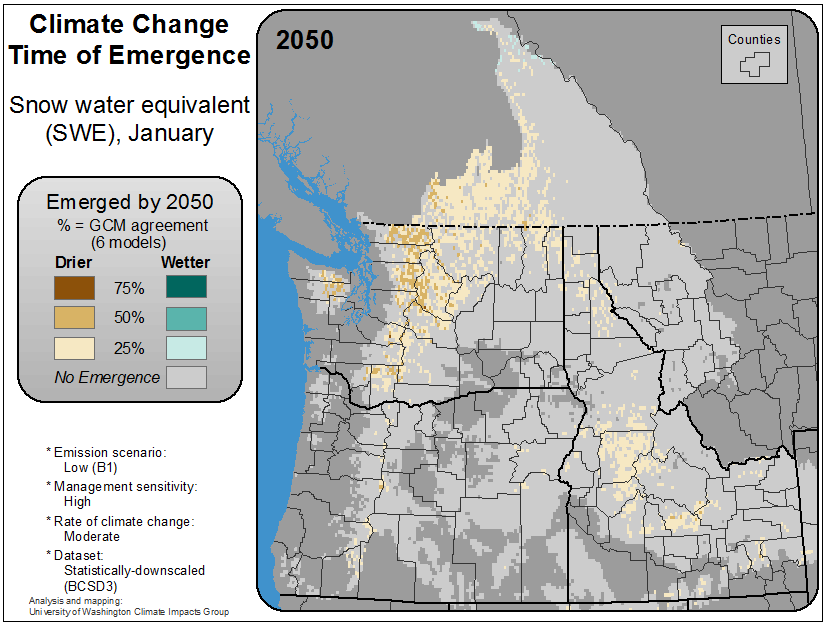 Climate Change
Time of Emergence
Snow water equivalent
(SWE), January
Emerged by 2050
% = GCM agreement
(6 models)
Drier Wetter
75%
50%
25%
No Emergence
* Emission scenario:
Low (B1)
* Management sensitivity:
High
* Rate of climate change:
Moderate
* Dataset:
Statistically-downscaled
(BCSD3)
Analysis and mapping:
University of Washington Climate Impacts Group
2050
Counties